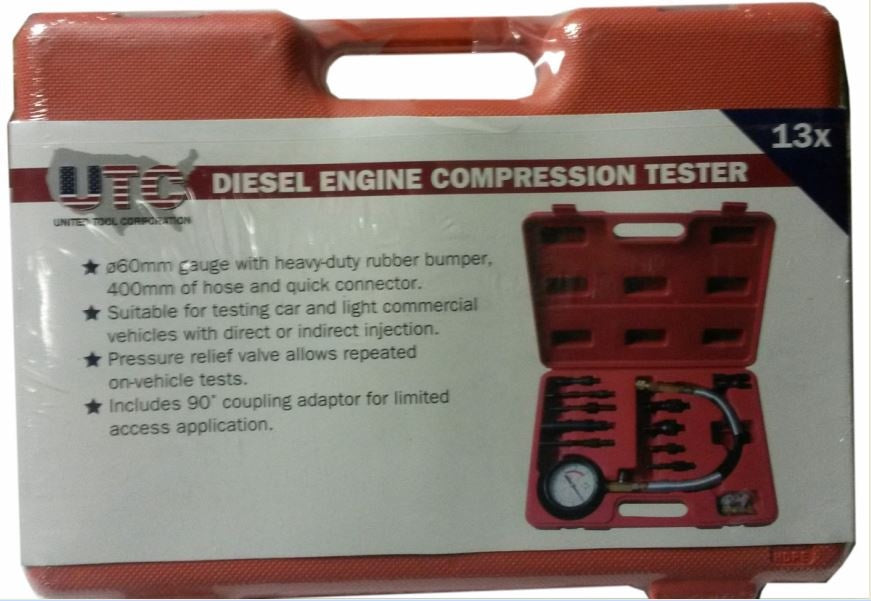 13x
UTC
UNITED TOOL CORPORATION
DIESEL ENGINE COMPRESSION TESTER
★ ø60mm gauge with heavy-duty rubber bumper,
400mm of hose and quick connector.
★ Suitable for testing car and light commercial
vehicles with direct or indirect injection.
★ Pressure relief valve allows repeated
on-vehicle tests.
★ Includes 90° coupling adaptor for limited
access application.
HDPE